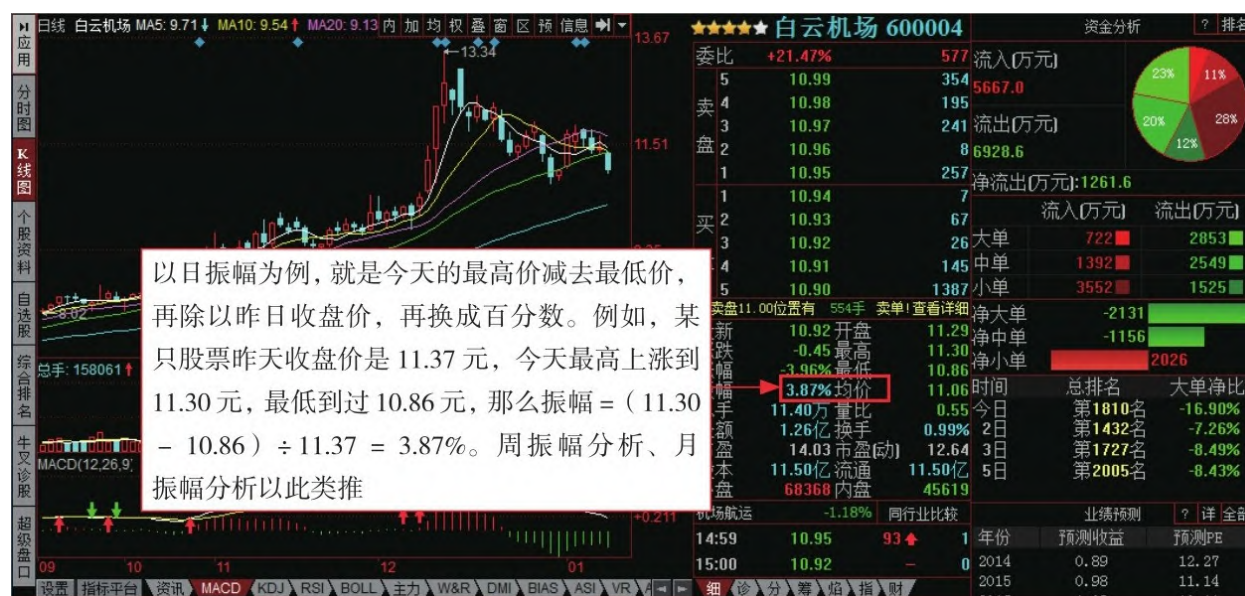 日线 白云机场 MA5: 9.71↓ MA10: 9.54↑ MA20: 9.13 内 加 均 权 叠 窗 区 预 信息
应用
分时图
K线图
个股资料
自选股
综合排名
牛叉诊股
超级盘口
13.67
13.34
11.51
8.02
总手: 158061↑
MACD(12,26,9)
+0.211
09 10 11 12 01
设置 指标平台 资讯 MACD KDJ RSI BOLL 主力 W&R DMI BIAS ASI VR
以日振幅为例，就是今天的最高价减去最低价，
再除以昨日收盘价，再换成百分数。例如，某
只股票昨天收盘价是 11.37 元，今天最高上涨到
11.30 元，最低到过 10.86 元，那么振幅 =（11.30
－ 10.86）÷11.37 = 3.87%。周振幅分析、月
振幅分析以此类推
★★★★★ 白云机场 600004
委比 +21.47% 577
卖盘
5 10.99 354
4 10.98 195
3 10.97 241
2 10.96 8
1 10.95 257
买
1 10.94 7
2 10.93 67
3 10.92 26
4 10.91 145
5 10.90 1387
卖盘11.00位置有 554手 卖单!查看详细
新 10.92 开盘 11.29
跌 -0.45 最高 11.30
幅 -3.96% 最低 10.86
幅 3.87% 均价 11.06
手 11.40万 量比 0.55
额 1.26亿 换手 0.99%
盈 14.03 市盈(动) 12.64
本 11.50亿 流通 11.50亿
盘 68368 内盘 45619
机场航运 -1.18% 同行业比较
14:59 10.95 93↑ 1
15:00 10.92 – 0
细 诊 分 筹 焰 指 财
资金分析 ? 排名
流入(万元)
5667.0
流出(万元)
6928.6
23% 11%
20% 28%
12%
净流出(万元):1261.6
流入(万元) 流出(万元)
大单 722 2853
中单 1392 2549
小单 3552 1525
净大单 -2131
净中单 -1156
净小单 2026
时间 总排名 大单净比
今日 第1810名 -16.90%
2日 第1432名 -7.26%
3日 第1727名 -8.49%
5日 第2005名 -8.43%
业绩预测 ? 详 全部
年份 预测收益 预测PE
2014 0.89 12.27
2015 0.98 11.14